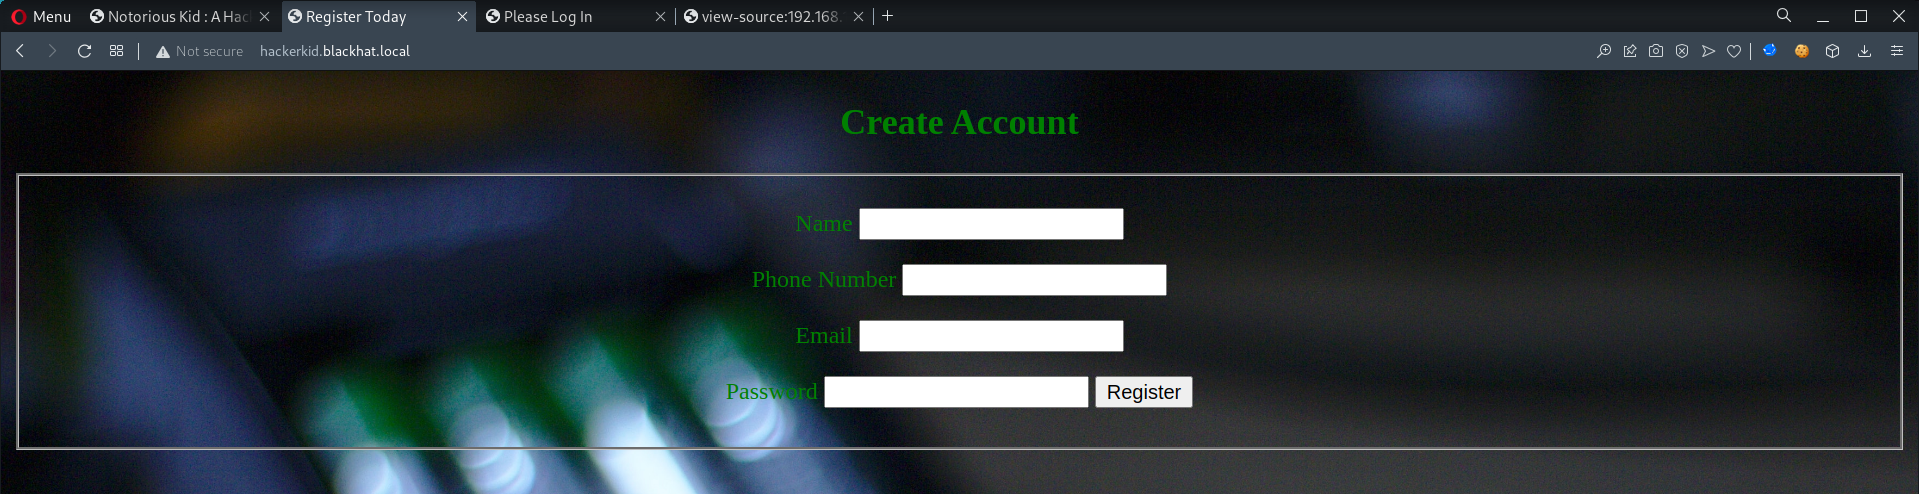 Menu Notorious Kid : A Hac Register Today Please Log In view-source:192.168.
Not secure hackerkid.blackhat.local
Create Account
Name
Phone Number
Email
Password Register